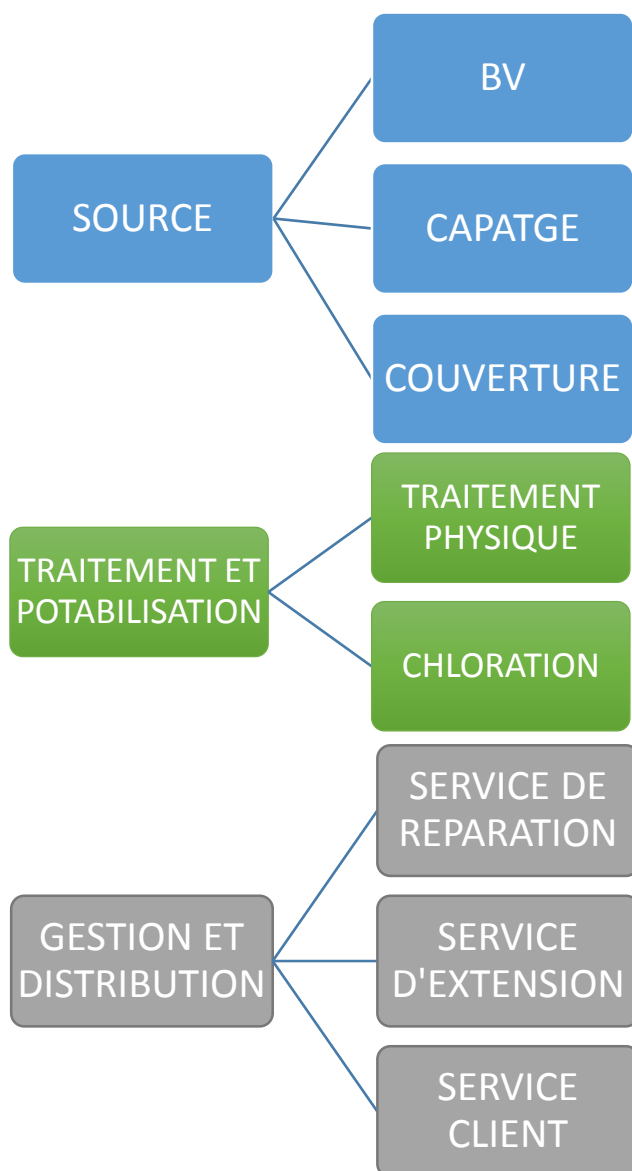 SOURCE
BV
CAPATGE
COUVERTURE
TRAITEMENT ET
POTABILISATION
TRAITEMENT
PHYSIQUE
CHLORATION
GESTION ET
DISTRIBUTION
SERVICE DE
REPARATION
SERVICE
D'EXTENSION
SERVICE
CLIENT